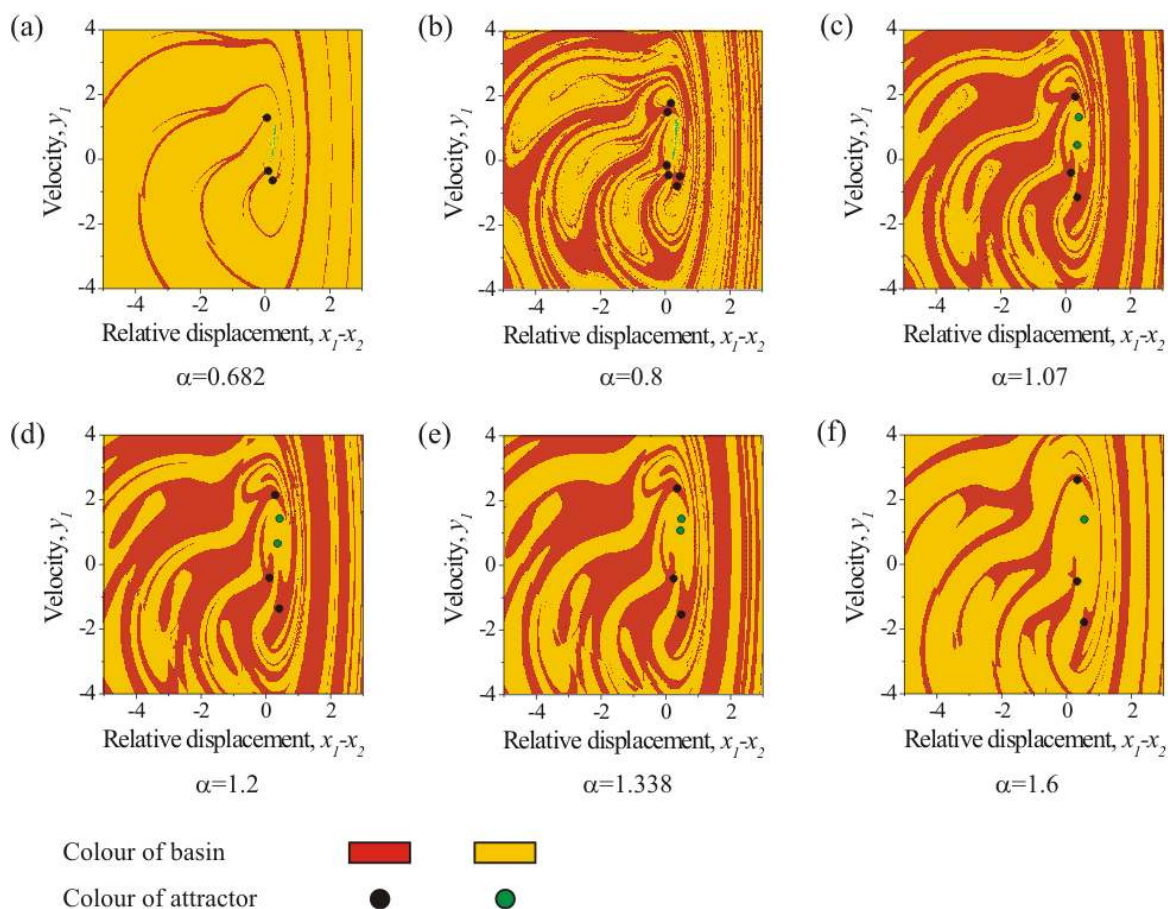 (a) (b) (c)
4 4 4
2 2 2
0 0 0
-2 -2 -2
-4 -4 -4
Velocity, y₁ Velocity, y₁ Velocity, y₁
-4 -2 0 2 -4 -2 0 2 -4 -2 0 2
Relative displacement, x₁-x₂ Relative displacement, x₁-x₂ Relative displacement, x₁-x₂
α=0.682 α=0.8 α=1.07
(d) (e) (f)
4 4 4
2 2 2
0 0 0
-2 -2 -2
-4 -4 -4
Velocity, y₁ Velocity, y₁ Velocity, y₁
-4 -2 0 2 -4 -2 0 2 -4 -2 0 2
Relative displacement, x₁-x₂ Relative displacement, x₁-x₂ Relative displacement, x₁-x₂
α=1.2 α=1.338 α=1.6
Colour of basin
Colour of attractor